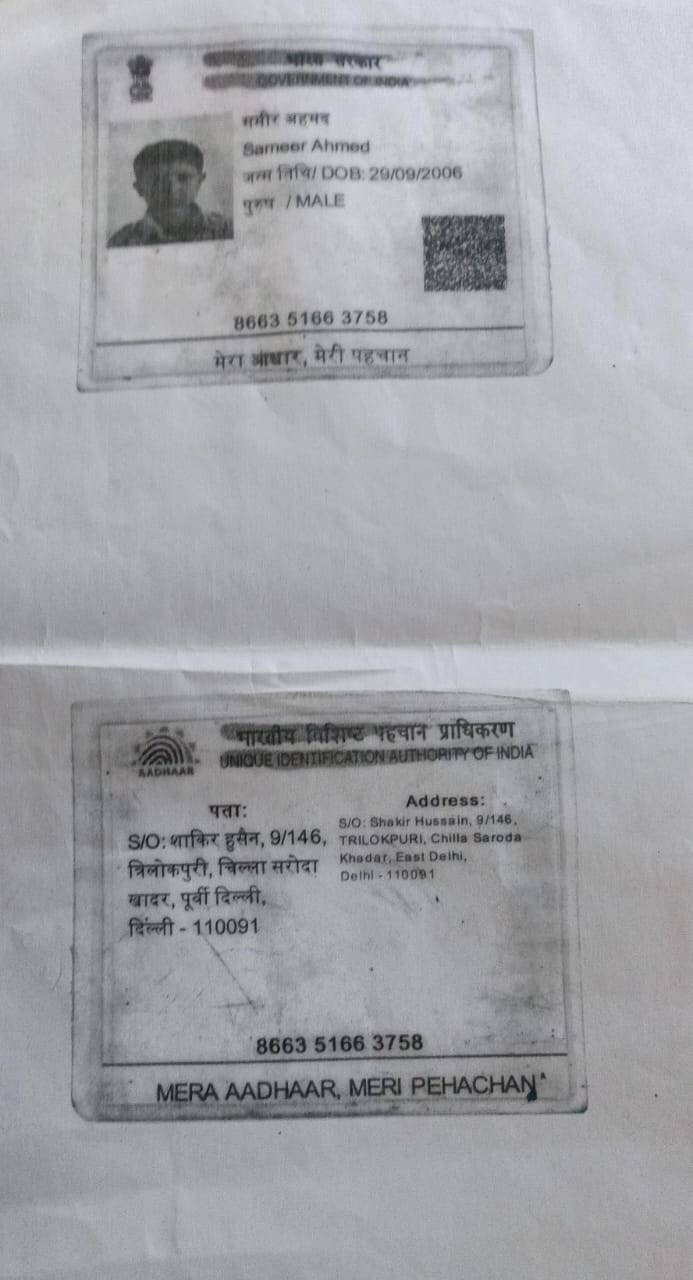 भारत सरकार
GOVERNMENT OF INDIA
समीर अहमद
Sameer Ahmed
जन्म तिथि/ DOB: 29/09/2006
पुरुष / MALE
8663 5166 3758
मेरा आधार, मेरी पहचान
AADHAAR
भारतीय विशिष्ट पहचान प्राधिकरण
UNIQUE IDENTIFICATION AUTHORITY OF INDIA
पता:
S/O: शाकिर हुसैन, 9/146,
त्रिलोकपुरी, चिल्ला सरोदा
खादर, पूर्वी दिल्ली,
दिल्ली - 110091
Address:
S/O: Shakir Hussain, 9/146,
TRILOKPURI, Chilla Saroda
Khadar, East Delhi,
Delhi - 110091
8663 5166 3758
MERA AADHAAR, MERI PEHACHAN